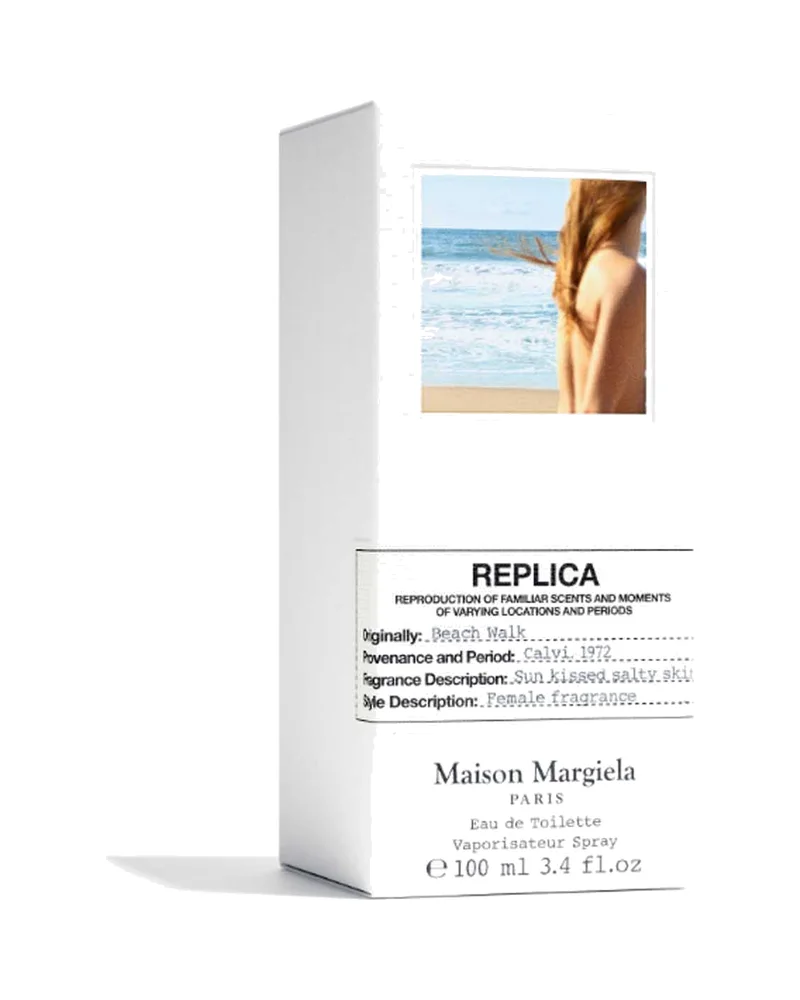 REPLICA
REPRODUCTION OF FAMILIAR SCENTS AND MOMENTS
OF VARYING LOCATIONS AND PERIODS
Originally: Beach Walk
Provenance and Period: Calvi 1972
Fragrance Description: Sun kissed salty skin
Style Description: Female fragrance
Maison Margiela
PARIS
Eau de Toilette
Vaporisateur Spray
℮ 100 ml 3.4 fl.oz